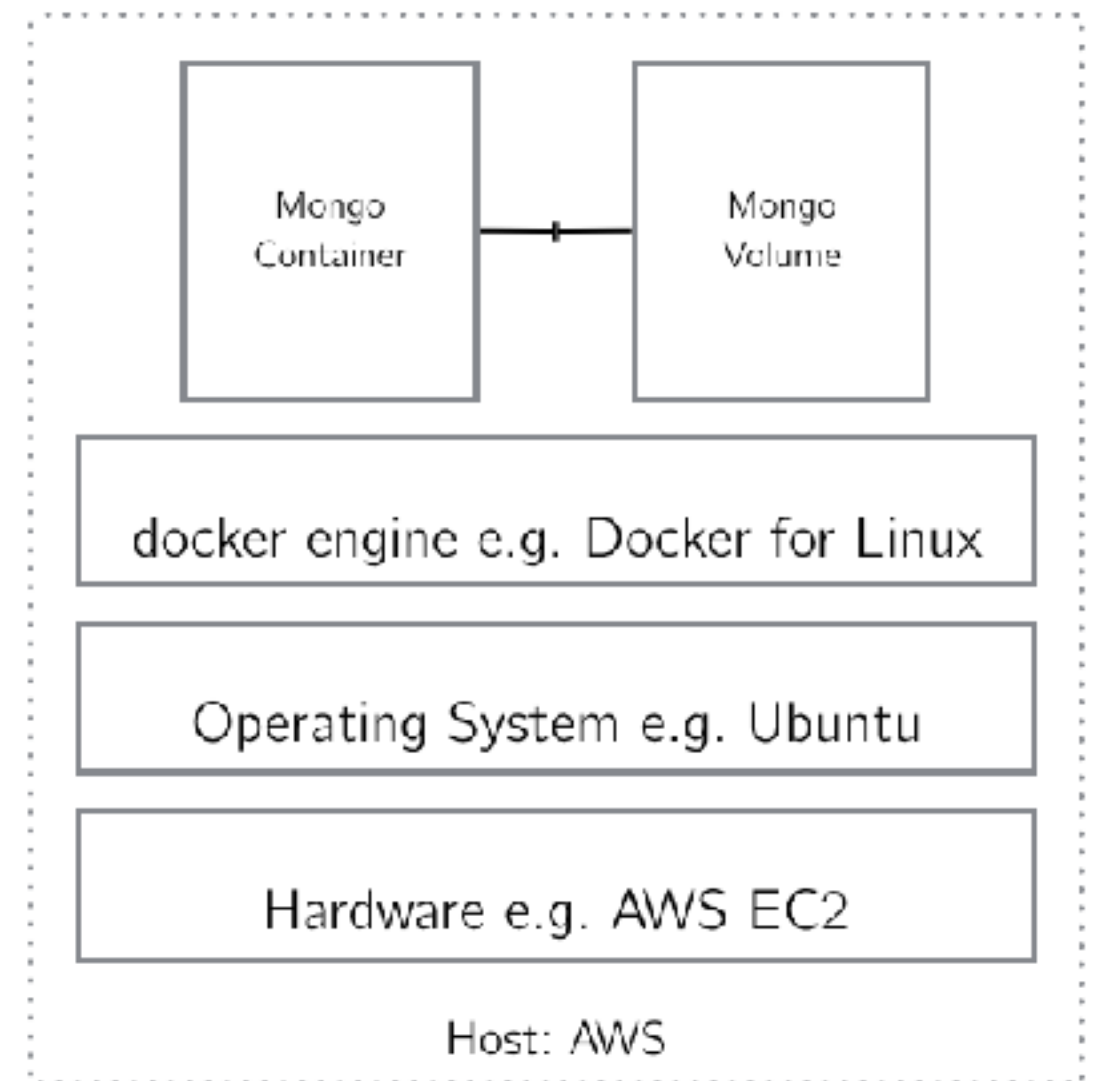 Mongo
Container
Mongo
Volume
docker engine e.g. Docker for Linux
Operating System e.g. Ubuntu
Hardware e.g. AWS EC2
Host: AWS